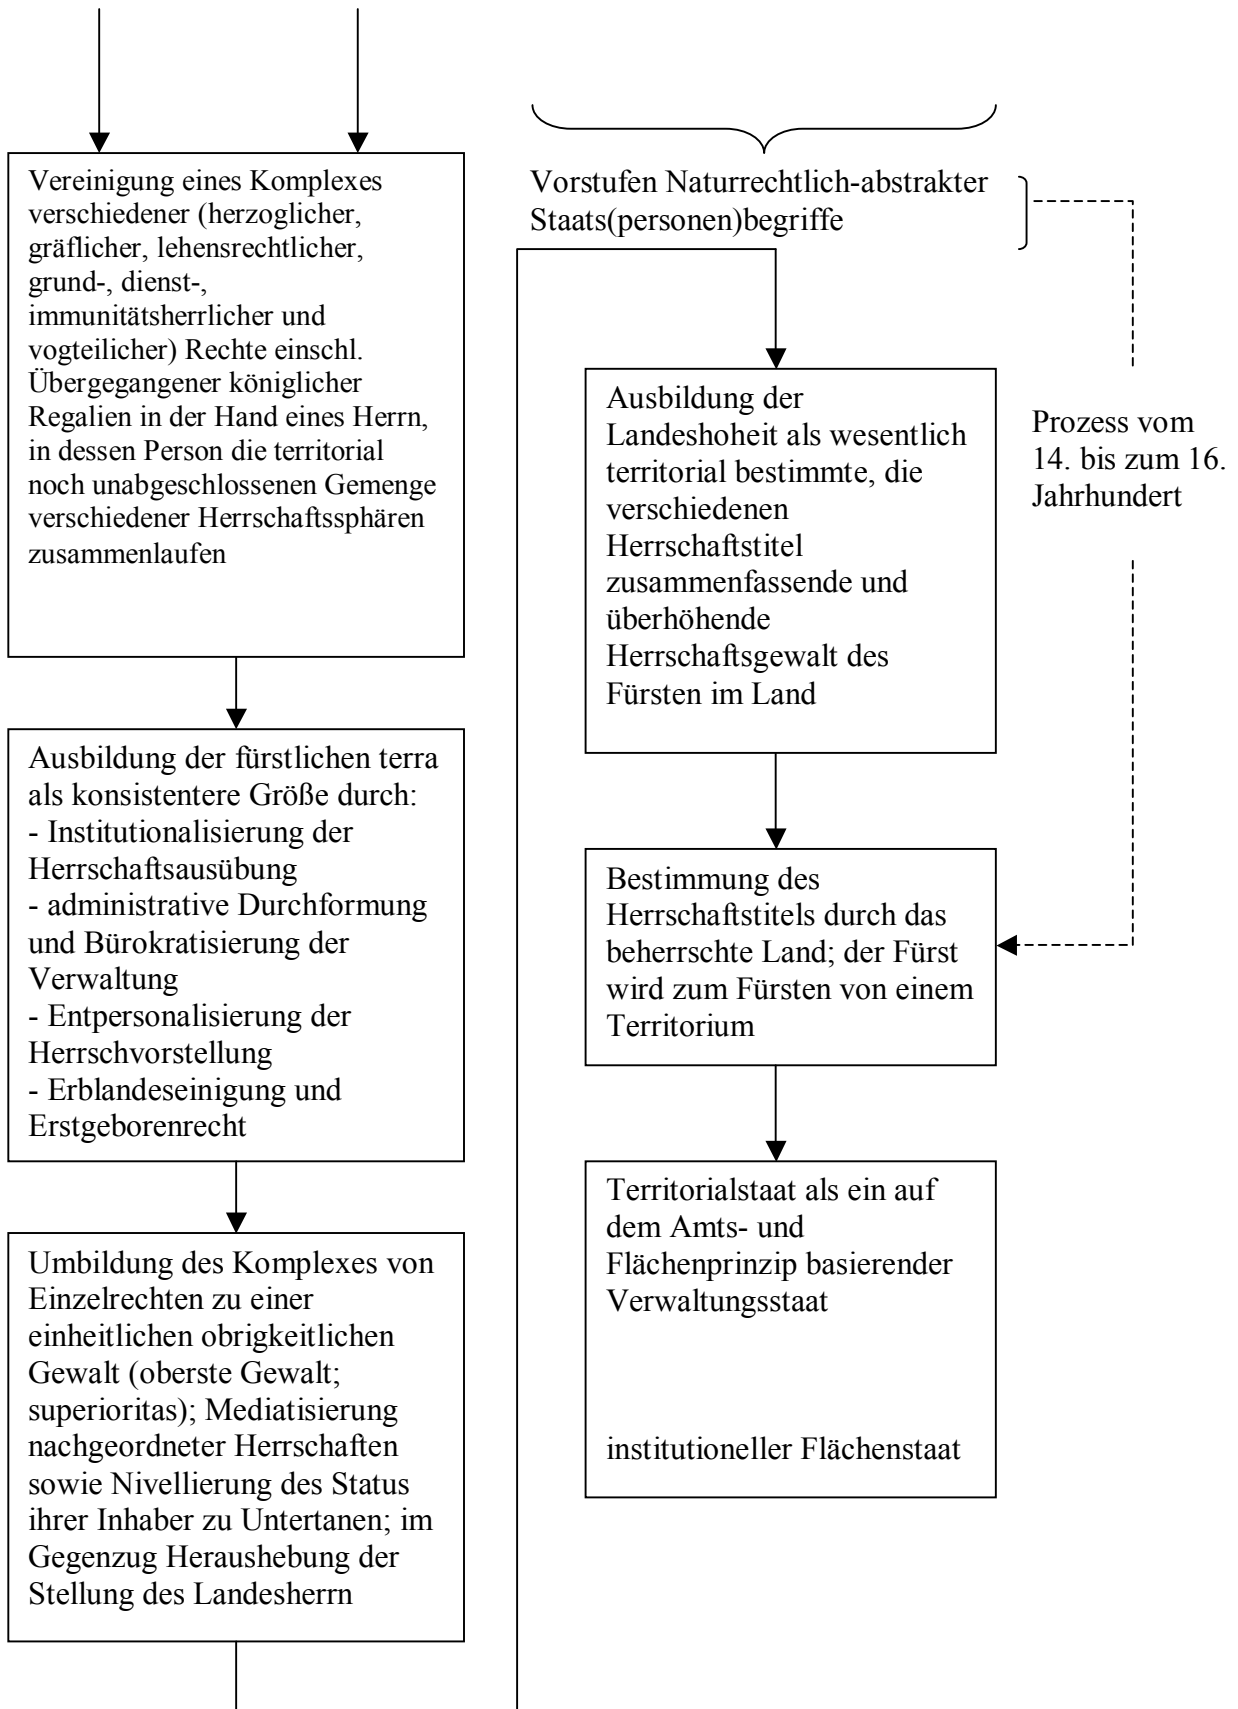 Vereinigung eines Komplexes
verschiedener (herzoglicher,
gräflicher, lehensrechtlicher,
grund-, dienst-,
immunitätsherrlicher und
vogteilicher) Rechte einschl.
Übergegangener königlicher
Regalien in der Hand eines Herrn,
in dessen Person die territorial
noch unabgeschlossenen Gemenge
verschiedener Herrschaftssphären
zusammenlaufen
Ausbildung der fürstlichen terra
als konsistentere Größe durch:
- Institutionalisierung der
Herrschaftsausübung
- administrative Durchformung
und Bürokratisierung der
Verwaltung
- Entpersonalisierung der
Herrschvorstellung
- Erblandeseinigung und
Erstgeborenrecht
Umbildung des Komplexes von
Einzelrechten zu einer
einheitlichen obrigkeitlichen
Gewalt (oberste Gewalt;
superioritas); Mediatisierung
nachgeordneter Herrschaften
sowie Nivellierung des Status
ihrer Inhaber zu Untertanen; im
Gegenzug Heraushebung der
Stellung des Landesherrn
Vorstufen Naturrechtlich-abstrakter
Staats(personen)begriffe
Ausbildung der
Landeshoheit als wesentlich
territorial bestimmte, die
verschiedenen
Herrschaftstitel
zusammenfassende und
überhöhende
Herrschaftsgewalt des
Fürsten im Land
Bestimmung des
Herrschaftstitels durch das
beherrschte Land; der Fürst
wird zum Fürsten von einem
Territorium
Territorialstaat als ein auf
dem Amts- und
Flächenprinzip basierender
Verwaltungsstaat
institutioneller Flächenstaat
Prozess vom
14. bis zum 16.
Jahrhundert